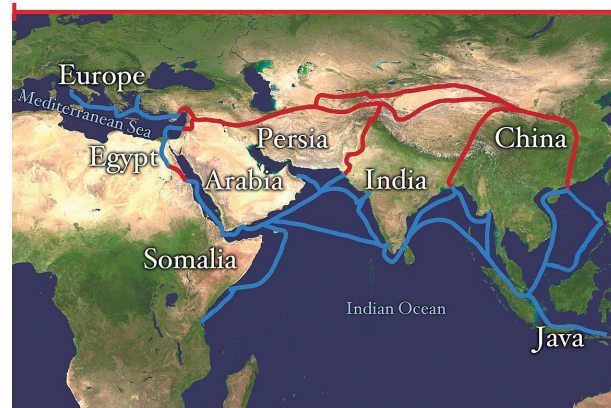 Europe
Mediterranean Sea
Persia
China
Egypt
Arabia
India
Somalia
Indian Ocean
Java